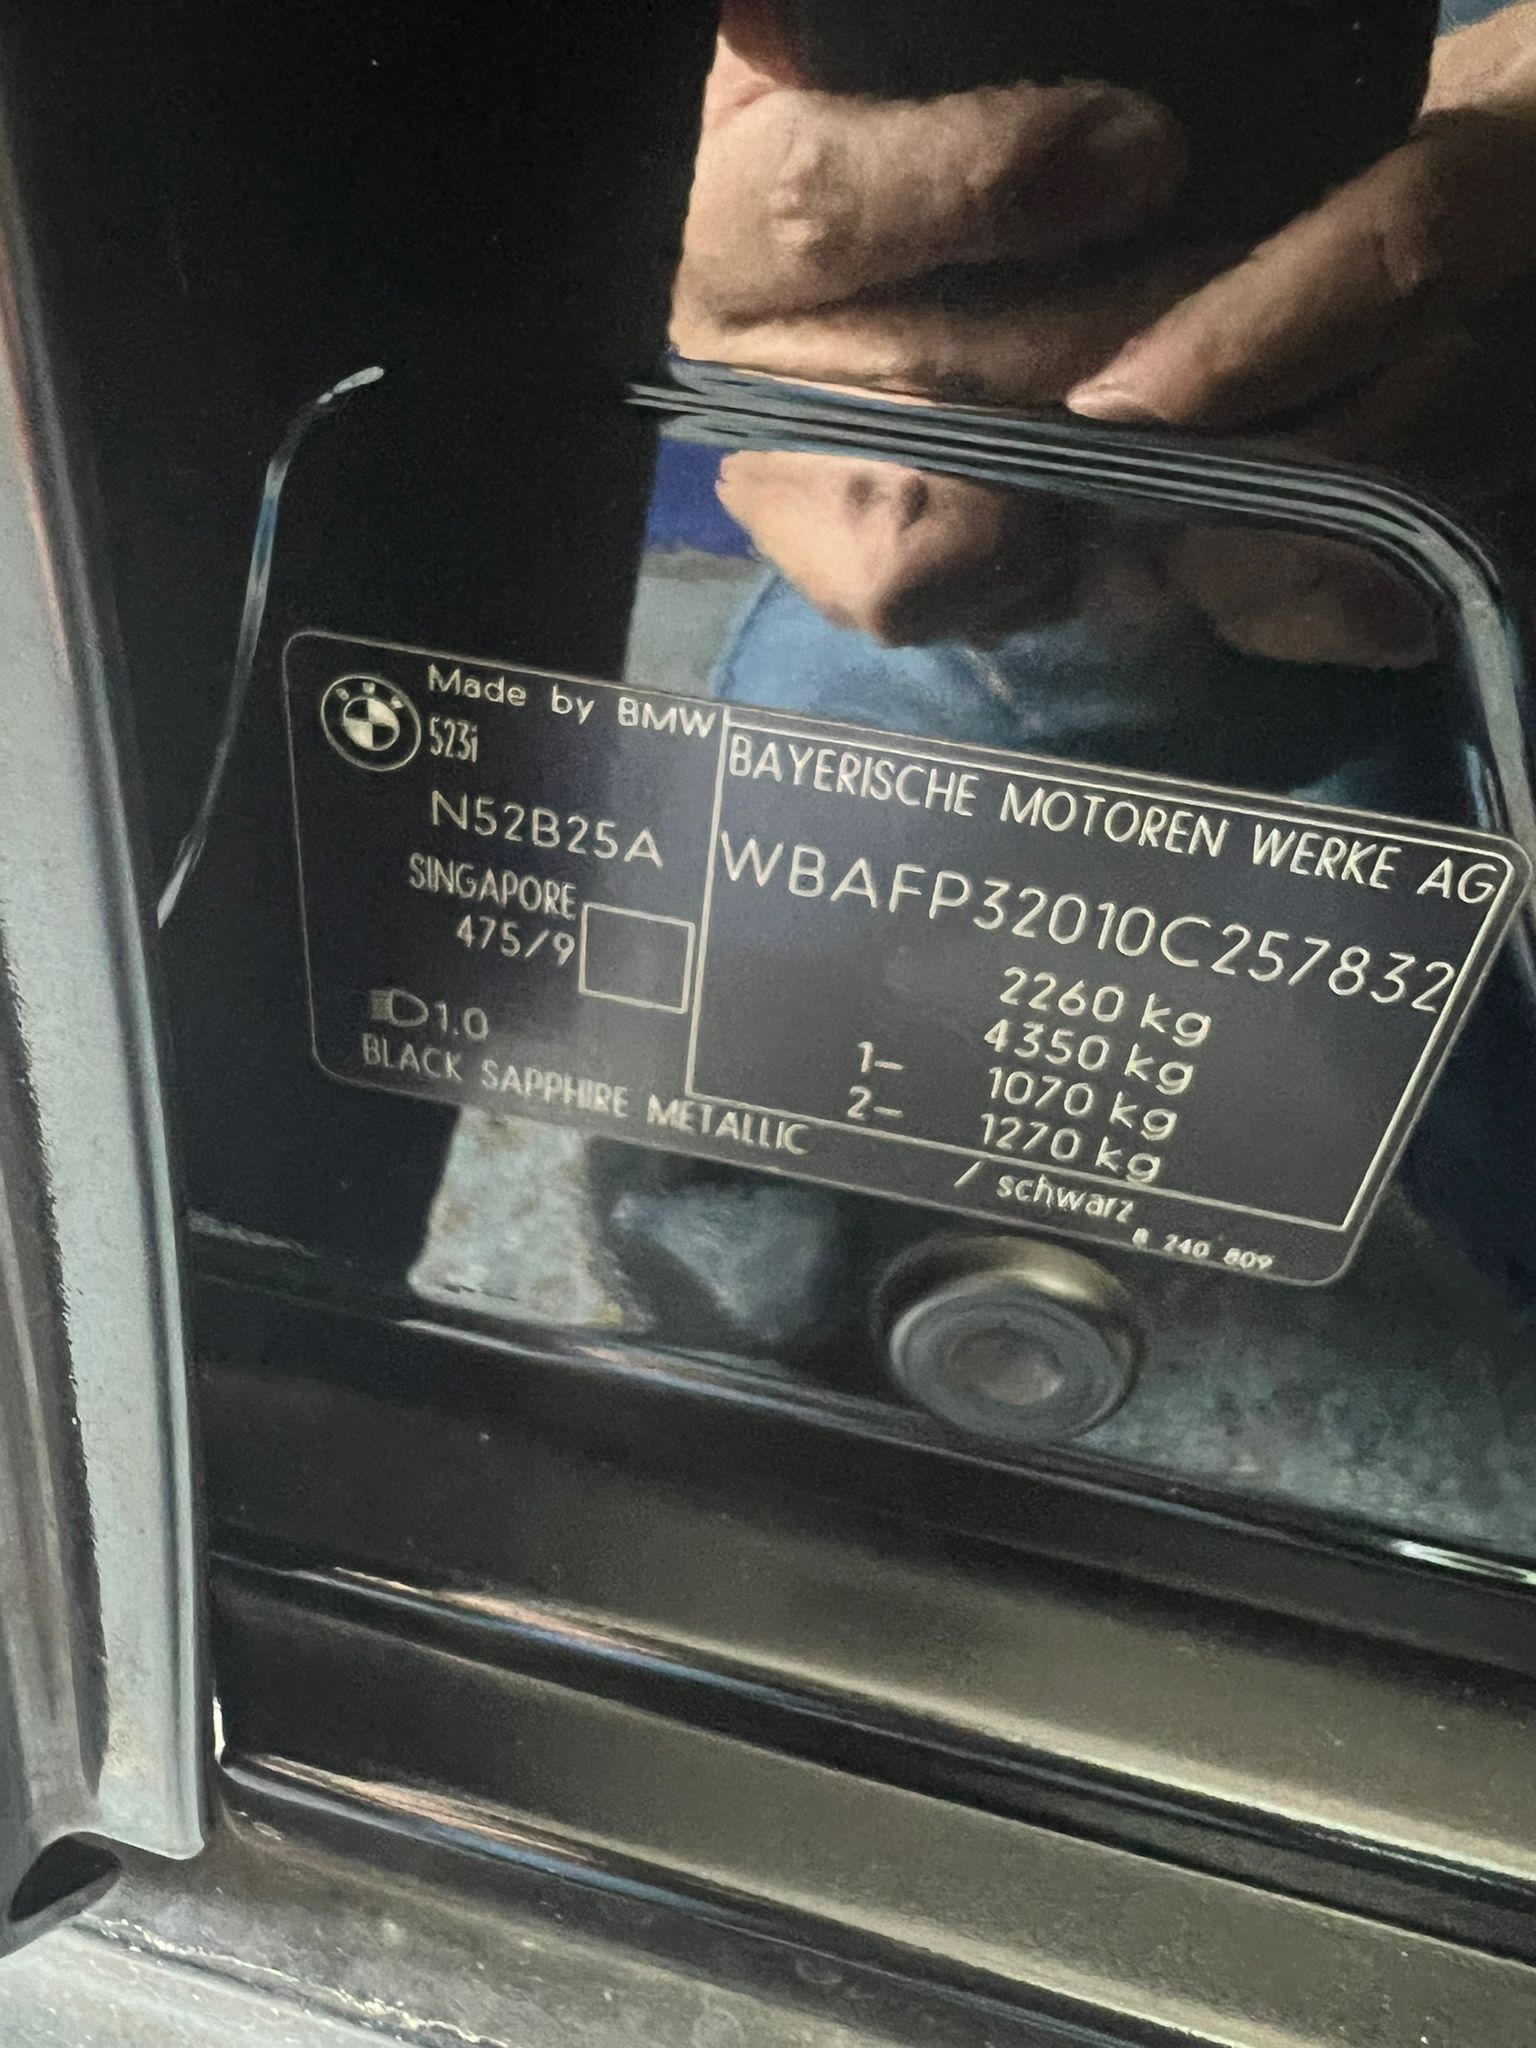 Made by BMW
523i
N52B25A
SINGAPORE
475/9
1.0
BLACK SAPPHIRE METALLIC / schwarz
BAYERISCHE MOTOREN WERKE AG
WBAFP32010C257832
2260 kg
4350 kg
1- 1070 kg
2- 1270 kg
8 240 809